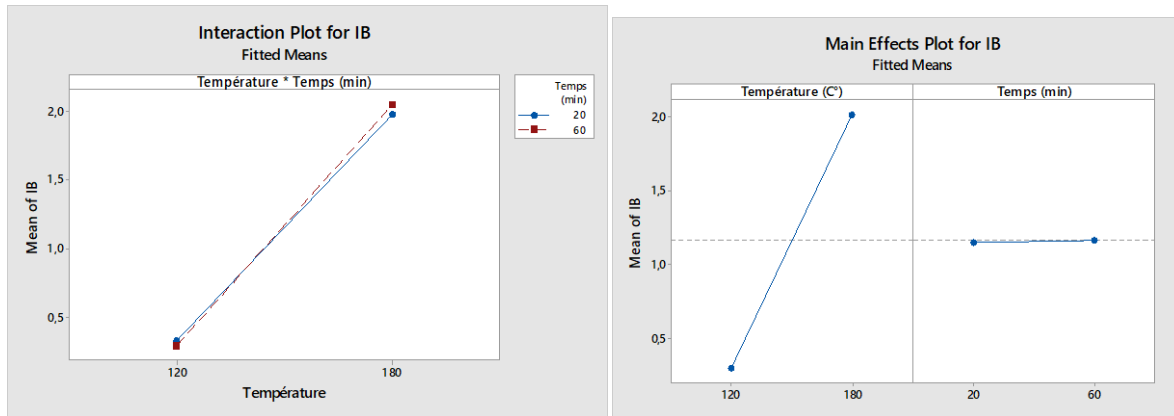 Interaction Plot for IB
Fitted Means
Température * Temps (min)
Temps
(min)
20
60
2,0
1,5
1,0
0,5
Mean of IB
120
180
Température
Main Effects Plot for IB
Fitted Means
Température (C°)
Temps (min)
2,0
1,5
1,0
0,5
Mean of IB
120
180
20
60